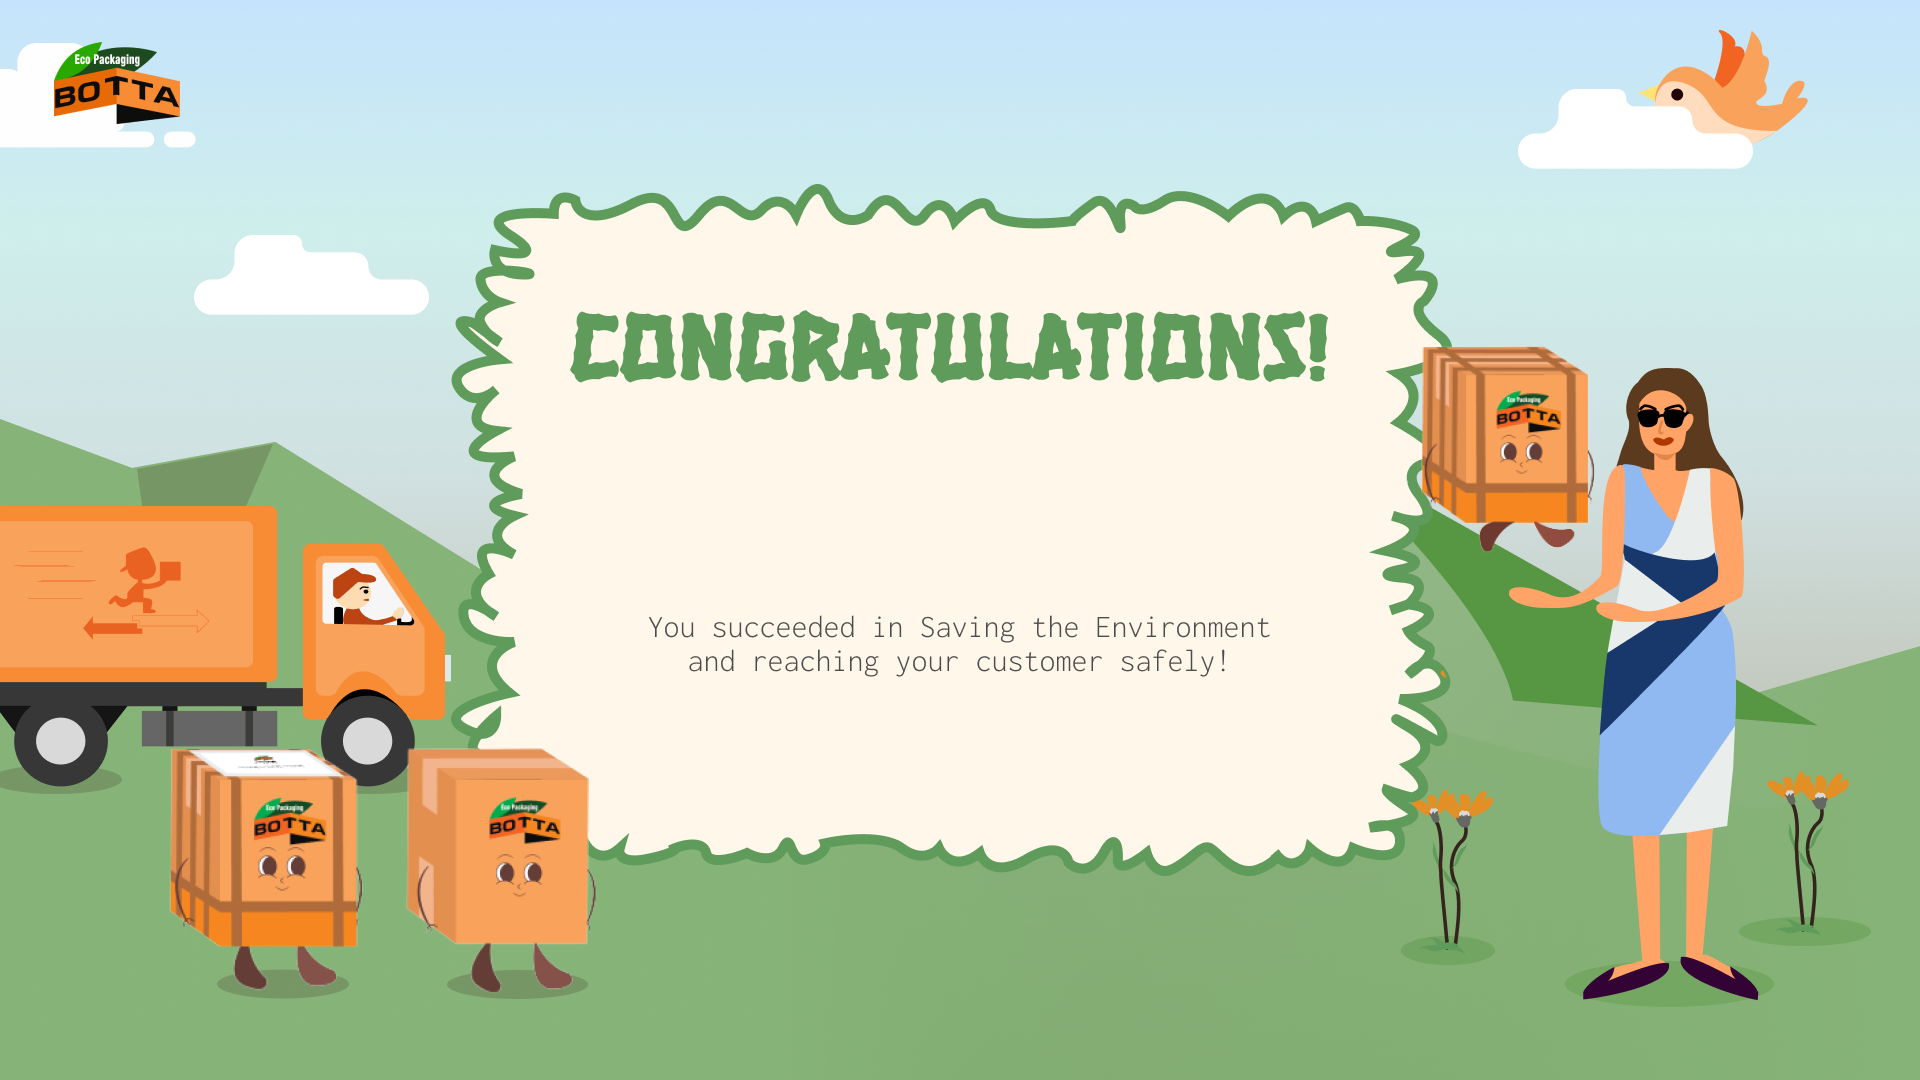 Eco Packaging
BOTTA
CONGRATULATIONS!
Eco Packaging
BOTTA
You succeeded in Saving the Environment
and reaching your customer safely!
Eco Packaging
BOTTA
Eco Packaging
BOTTA